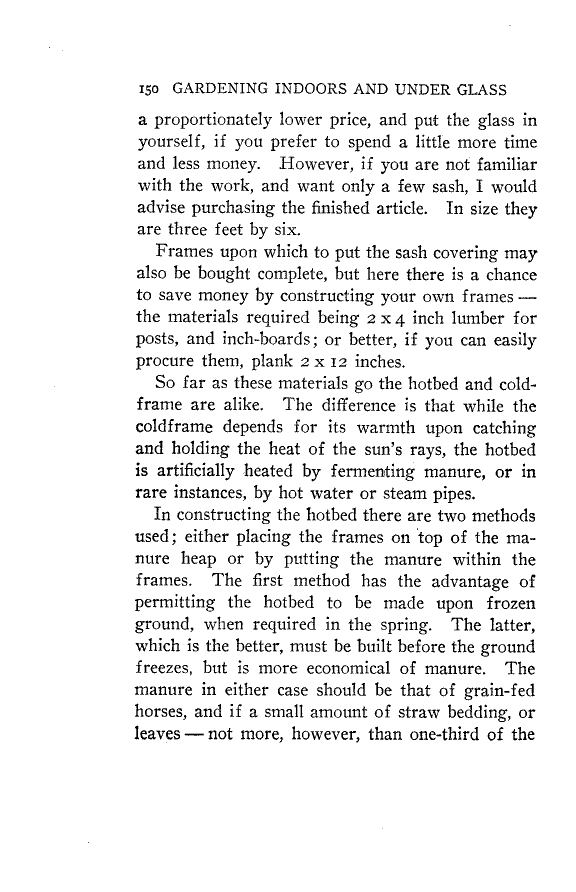 150 GARDENING INDOORS AND UNDER GLASS
a proportionately lower price, and put the glass in
yourself, if you prefer to spend a little more time
and less money. However, if you are not familiar
with the work, and want only a few sash, I would
advise purchasing the finished article. In size they
are three feet by six.
Frames upon which to put the sash covering may
also be bought complete, but here there is a chance
to save money by constructing your own frames —
the materials required being 2 x 4 inch lumber for
posts, and inch-boards; or better, if you can easily
procure them, plank 2 x 12 inches.
So far as these materials go the hotbed and cold-
frame are alike. The difference is that while the
coldframe depends for its warmth upon catching
and holding the heat of the sun's rays, the hotbed
is artificially heated by fermenting manure, or in
rare instances, by hot water or steam pipes.
In constructing the hotbed there are two methods
used; either placing the frames on top of the ma-
nure heap or by putting the manure within the
frames. The first method has the advantage of
permitting the hotbed to be made upon frozen
ground, when required in the spring. The latter,
which is the better, must be built before the ground
freezes, but is more economical of manure. The
manure in either case should be that of grain-fed
horses, and if a small amount of straw bedding, or
leaves — not more, however, than one-third of the